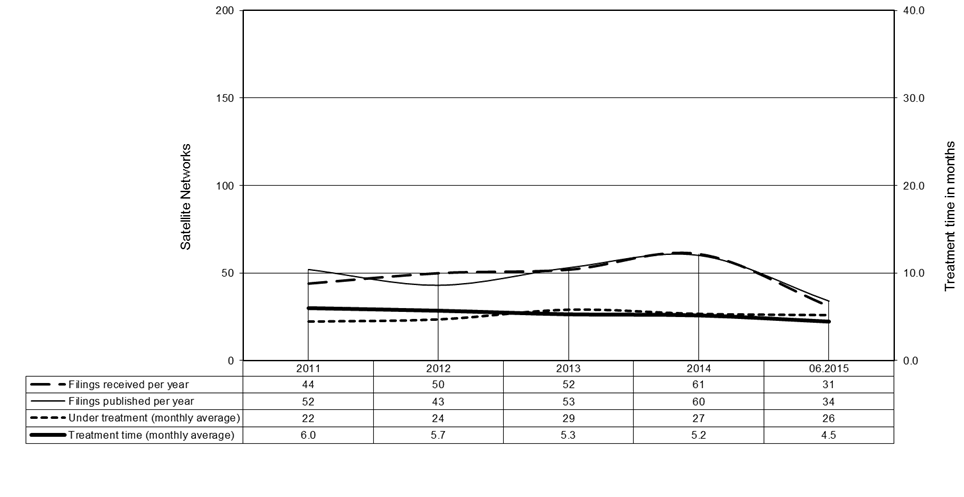 200
40.0
150
30.0
100
20.0
50
10.0
0
0.0
Satellite Networks
Treatment time in months
2011 2012 2013 2014 06.2015
Filings received per year 44 50 52 61 31
Filings published per year 52 43 53 60 34
Under treatment (monthly average) 22 24 29 27 26
Treatment time (monthly average) 6.0 5.7 5.3 5.2 4.5